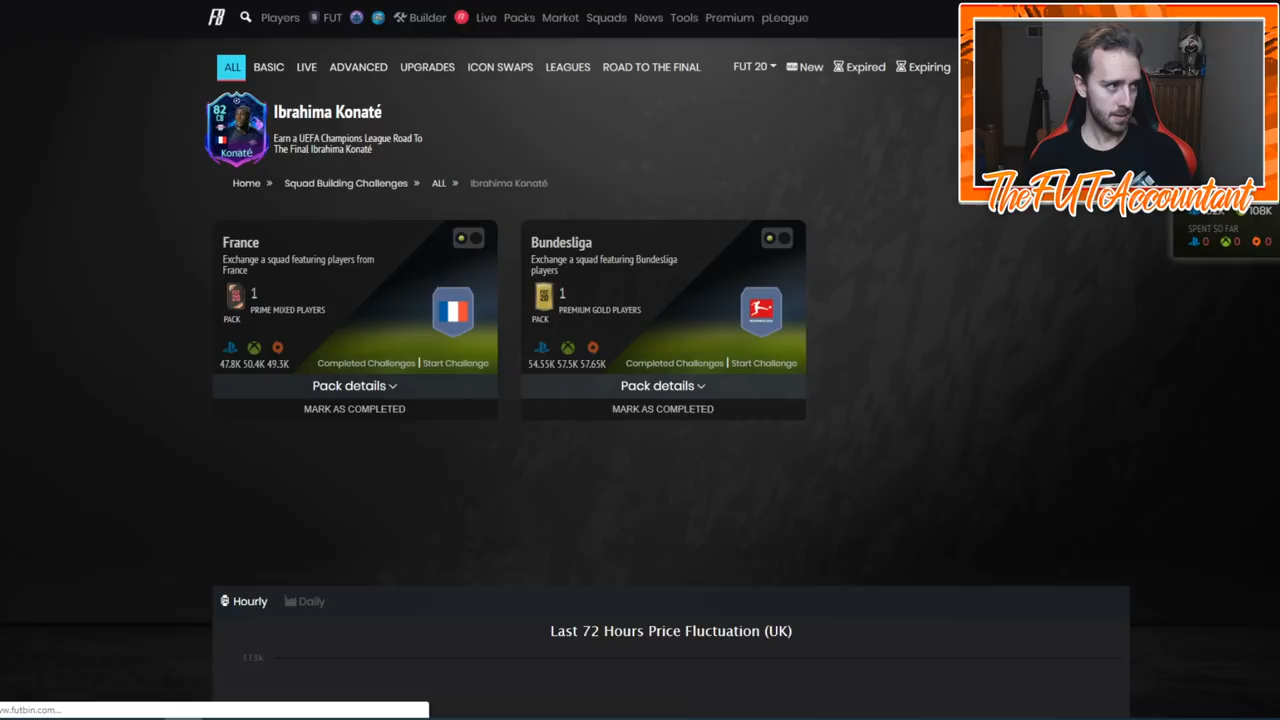 FB Players FUT Builder Live Packs Market Squads News Tools Premium pLeague
ALL BASIC LIVE ADVANCED UPGRADES ICON SWAPS LEAGUES ROAD TO THE FINAL FUT 20 New Expired Expiring
82
CB
Konaté
Ibrahima Konaté
Earn a UEFA Champions League Road To
The Final Ibrahima Konaté
Home » Squad Building Challenges » ALL » Ibrahima Konaté
TheFUTAccountant
108K
SPENT SO FAR
0 0 0
France
Exchange a squad featuring players from
France
1
PRIME MIXED PLAYERS
PACK
47.8K 50.4K 49.3K
Completed Challenges | Start Challenge
Pack details
MARK AS COMPLETED
Bundesliga
Exchange a squad featuring Bundesliga
players
1
PREMIUM GOLD PLAYERS
PACK
54.55K 57.5K 57.65K
Completed Challenges | Start Challenge
Pack details
MARK AS COMPLETED
Hourly Daily
Last 72 Hours Price Fluctuation (UK)
113k
ww.futbin.com...